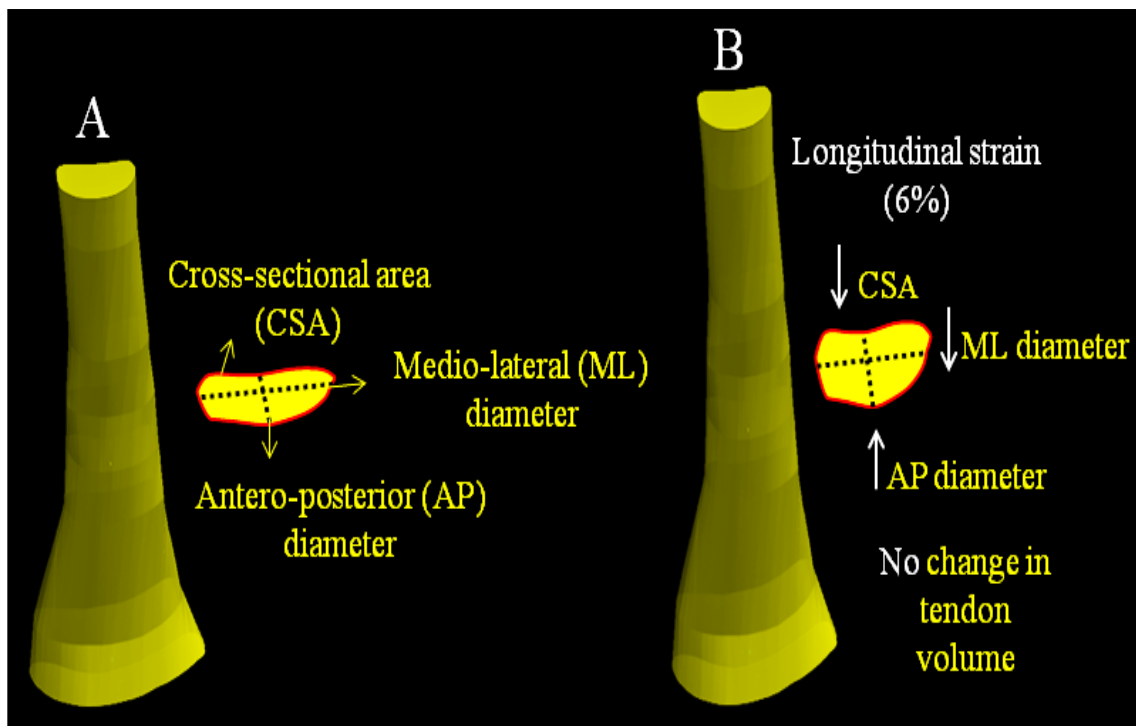 A
Cross-sectional area
(CSA)
Medio-lateral (ML)
diameter
Antero-posterior (AP)
diameter
B
Longitudinal strain
(6%)
CSA
ML diameter
AP diameter
No change in
tendon
volume